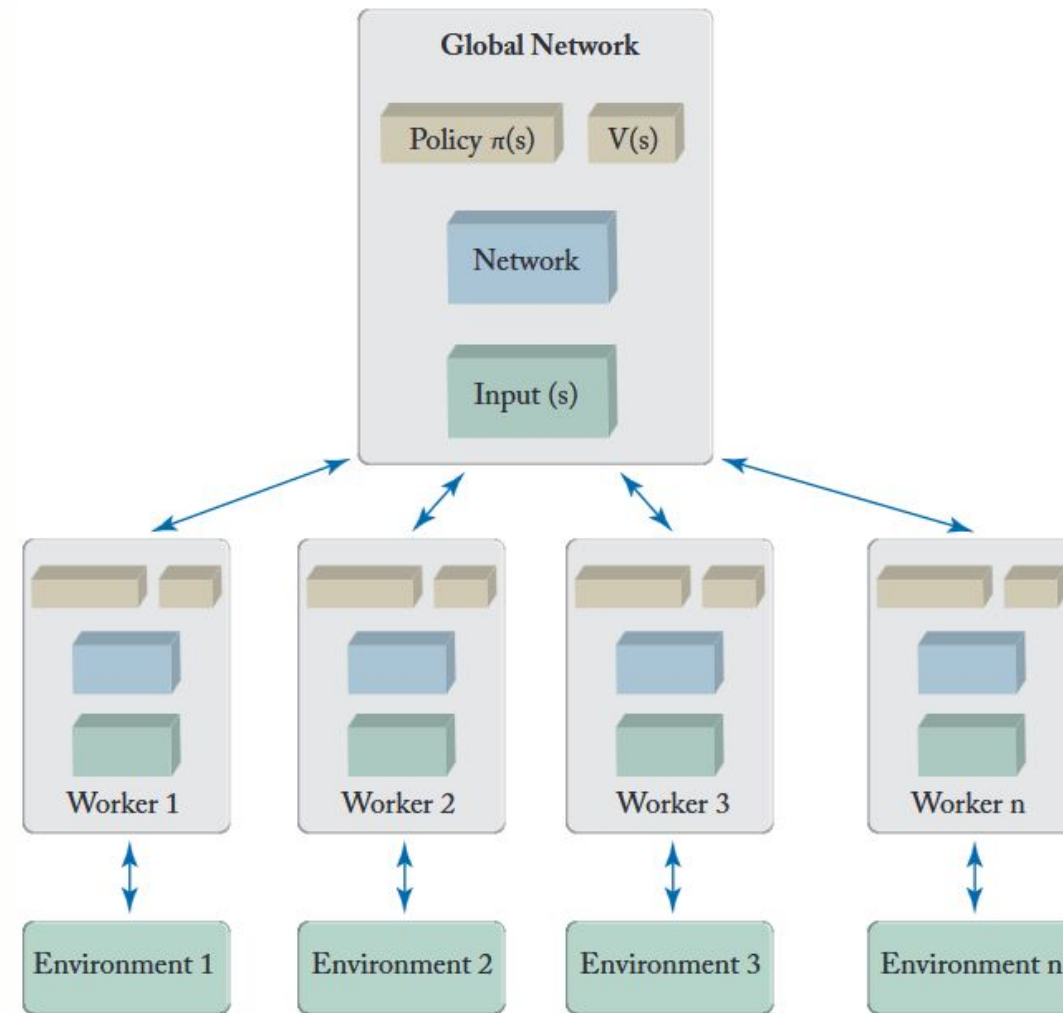 Global Network
Policy π(s)
V(s)
Network
Input (s)
Worker 1
Worker 2
Worker 3
Worker n
Environment 1
Environment 2
Environment 3
Environment n